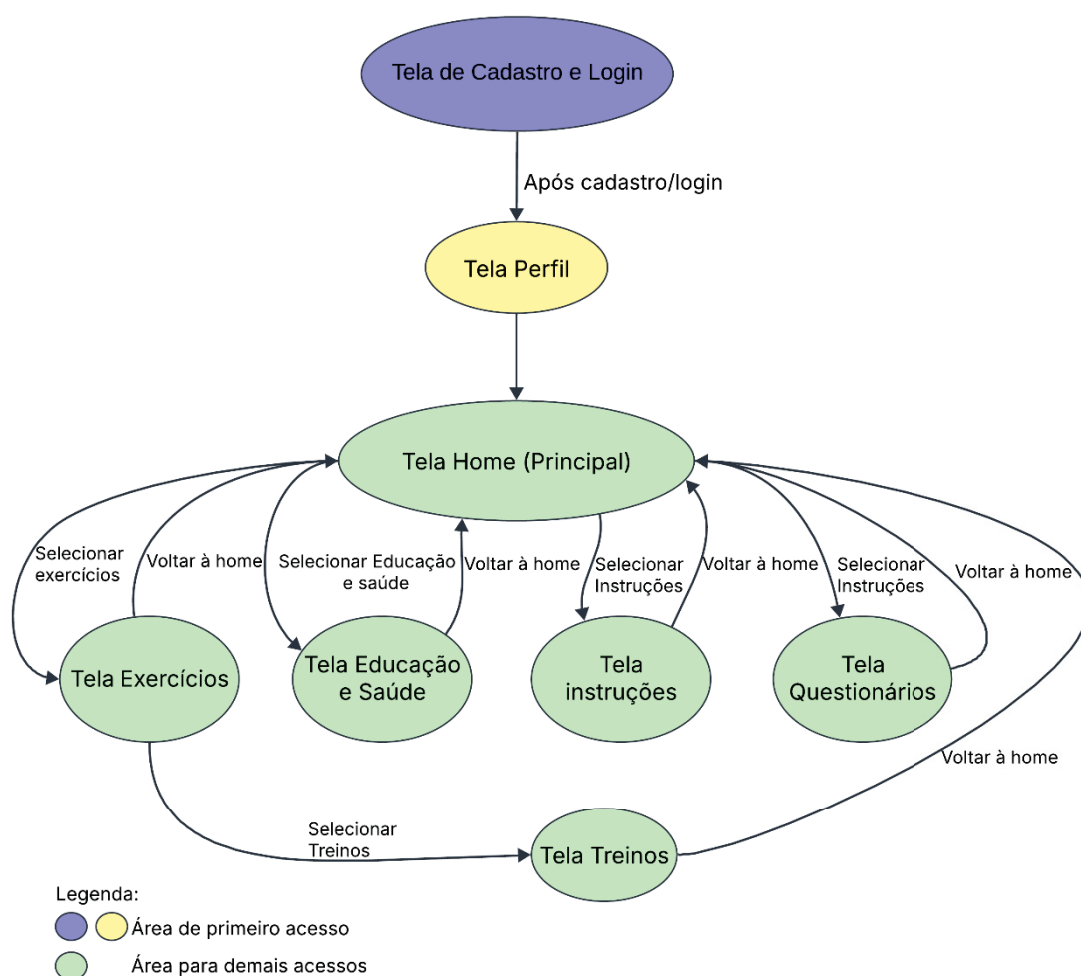 Tela de Cadastro e Login
Após cadastro/login
Tela Perfil
Tela Home (Principal)
Selecionar
exercícios
Voltar à home
Selecionar Educação
e saúde
Voltar à home
Selecionar
Instruções
Voltar à home
Selecionar
Instruções
Voltar à home
Tela Exercícios
Tela Educação
e Saúde
Tela
instruções
Tela
Questionários
Voltar à home
Selecionar
Treinos
Tela Treinos
Legenda:
Área de primeiro acesso
Área para demais acessos